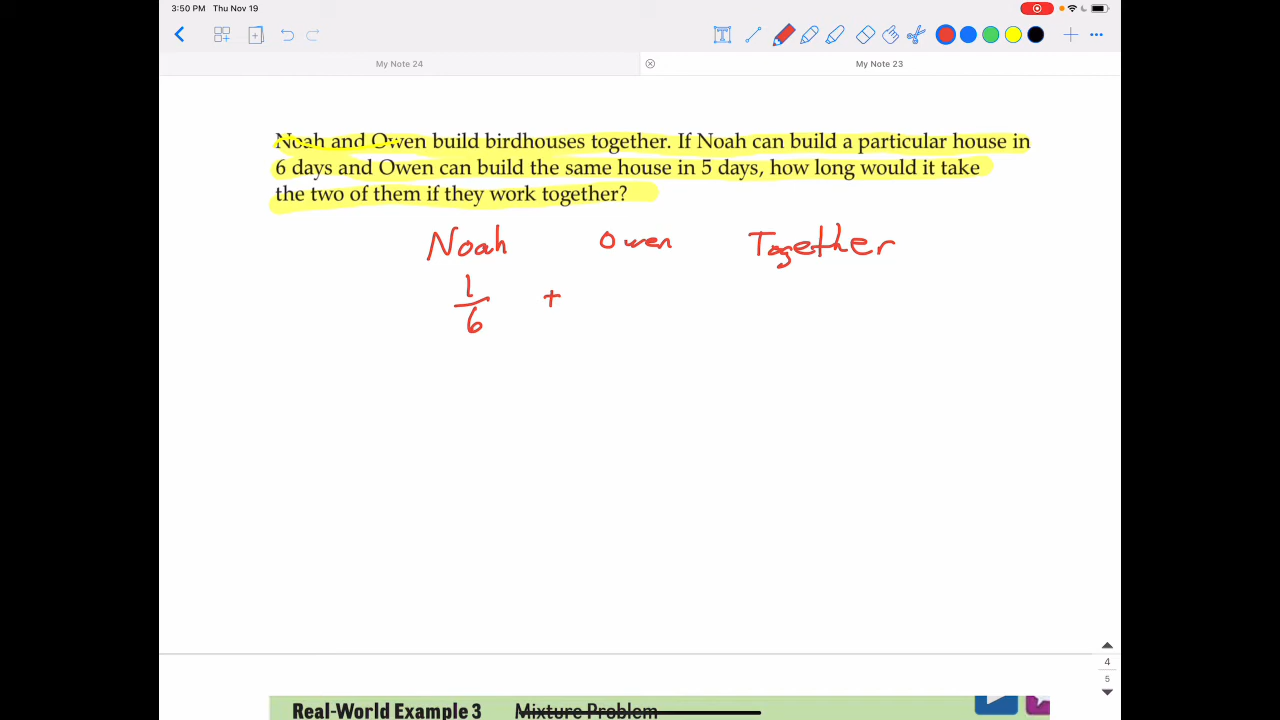 3:50 PM Thu Nov 19
My Note 24
My Note 23
Noah and Owen build birdhouses together. If Noah can build a particular house in
6 days and Owen can build the same house in 5 days, how long would it take
the two of them if they work together?
Noah Owen Together
1
6
+
4
5
Real-World Example 3 Mixture Problem